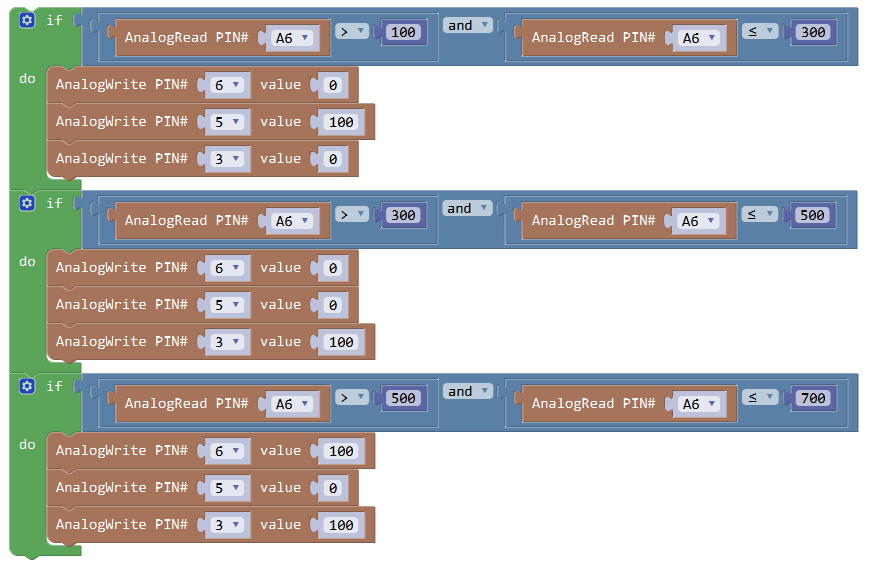 if AnalogRead PIN# A6 > 100 and AnalogRead PIN# A6 ≤ 300
do AnalogWrite PIN# 6 value 0
AnalogWrite PIN# 5 value 100
AnalogWrite PIN# 3 value 0
if AnalogRead PIN# A6 > 300 and AnalogRead PIN# A6 ≤ 500
do AnalogWrite PIN# 6 value 0
AnalogWrite PIN# 5 value 0
AnalogWrite PIN# 3 value 100
if AnalogRead PIN# A6 > 500 and AnalogRead PIN# A6 ≤ 700
do AnalogWrite PIN# 6 value 100
AnalogWrite PIN# 5 value 0
AnalogWrite PIN# 3 value 100